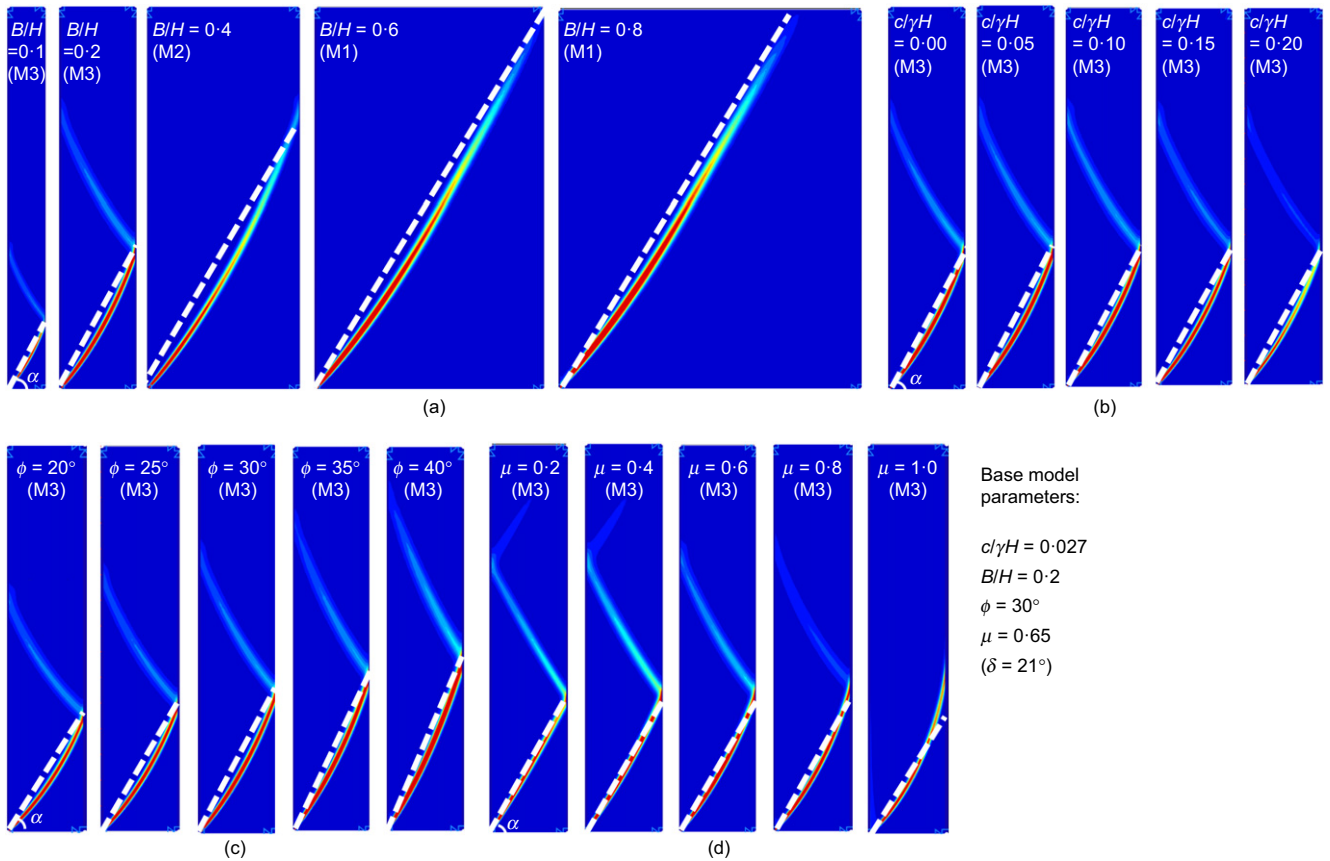 B/H
=0·1
(M3)
B/H
=0·2
(M3)
B/H = 0·4
(M2)
B/H = 0·6
(M1)
B/H = 0·8
(M1)
α
(a)
c/γH
= 0·00
(M3)
c/γH
= 0·05
(M3)
c/γH
= 0·10
(M3)
c/γH
= 0·15
(M3)
c/γH
= 0·20
(M3)
α
(b)
ϕ = 20°
(M3)
ϕ = 25°
(M3)
ϕ = 30°
(M3)
ϕ = 35°
(M3)
ϕ = 40°
(M3)
α
(c)
μ = 0·2
(M3)
μ = 0·4
(M3)
μ = 0·6
(M3)
μ = 0·8
(M3)
μ = 1·0
(M3)
α
(d)
Base model
parameters:
c/γH = 0·027
B/H = 0·2
ϕ = 30°
μ = 0·65
(δ = 21°)